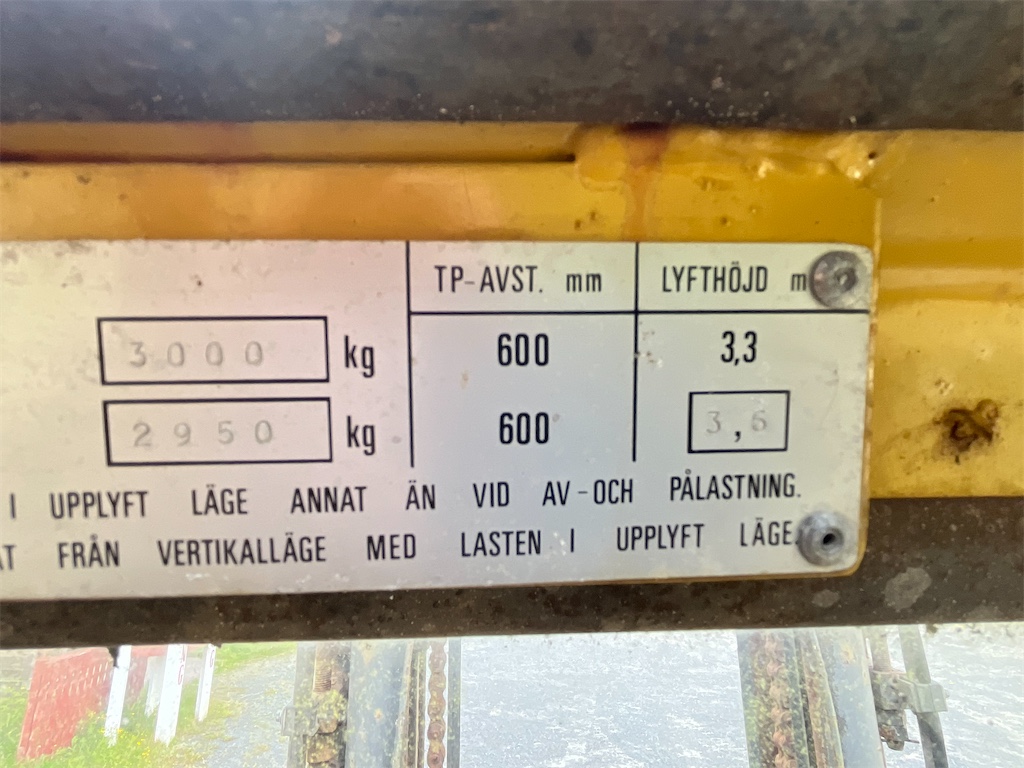 TP-AVST. mm LYFTHÖJD m
3000 kg 600 3,3
2950 kg 600 3,6
I UPPLYFT LÄGE ANNAT ÄN VID AV-OCH PÅLASTNING.
FRÅN VERTIKALLÄGE MED LASTEN I UPPLYFT LÄGE.